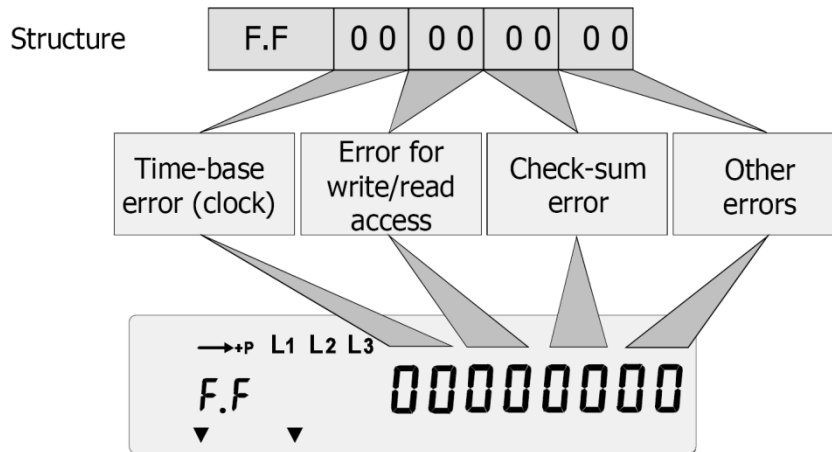 Structure F.F 0 0 0 0 0 0 0 0
Time-base
error (clock)
Error for
write/read
access
Check-sum
error
Other
errors
+P L1 L2 L3
F.F 00000000